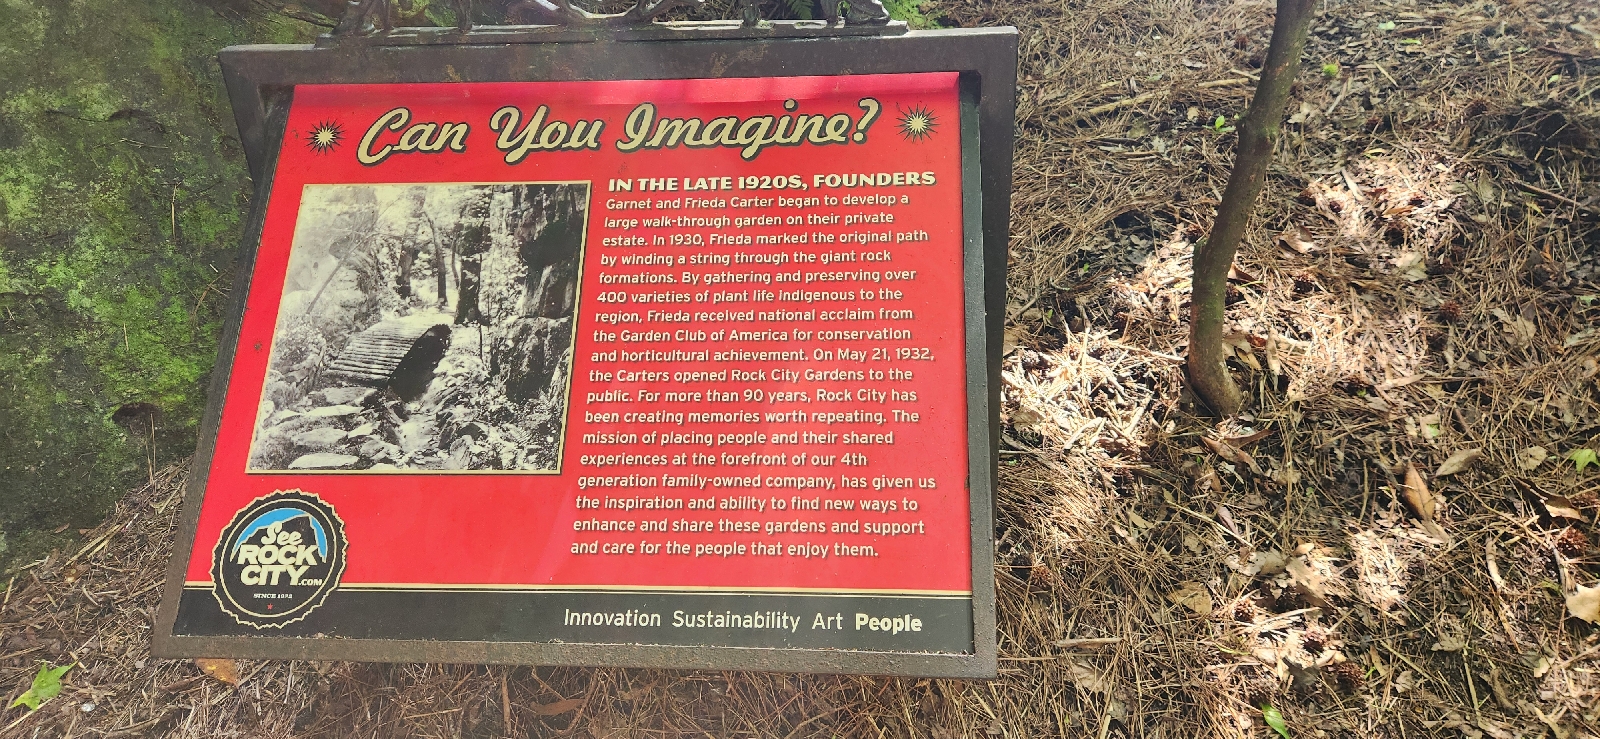 Can You Imagine?
IN THE LATE 1920S, FOUNDERS
Garnet and Frieda Carter began to develop a
large walk-through garden on their private
estate. In 1930, Frieda marked the original path
by winding a string through the giant rock
formations. By gathering and preserving over
400 varieties of plant life indigenous to the
region, Frieda received national acclaim from
the Garden Club of America for conservation
and horticultural achievement. On May 21, 1932,
the Carters opened Rock City Gardens to the
public. For more than 90 years, Rock City has
been creating memories worth repeating. The
mission of placing people and their shared
experiences at the forefront of our 4th
generation family-owned company, has given us
the inspiration and ability to find new ways to
enhance and share these gardens and support
and care for the people that enjoy them.
See
ROCK
CITY.COM
SINCE 1932
Innovation Sustainability Art People